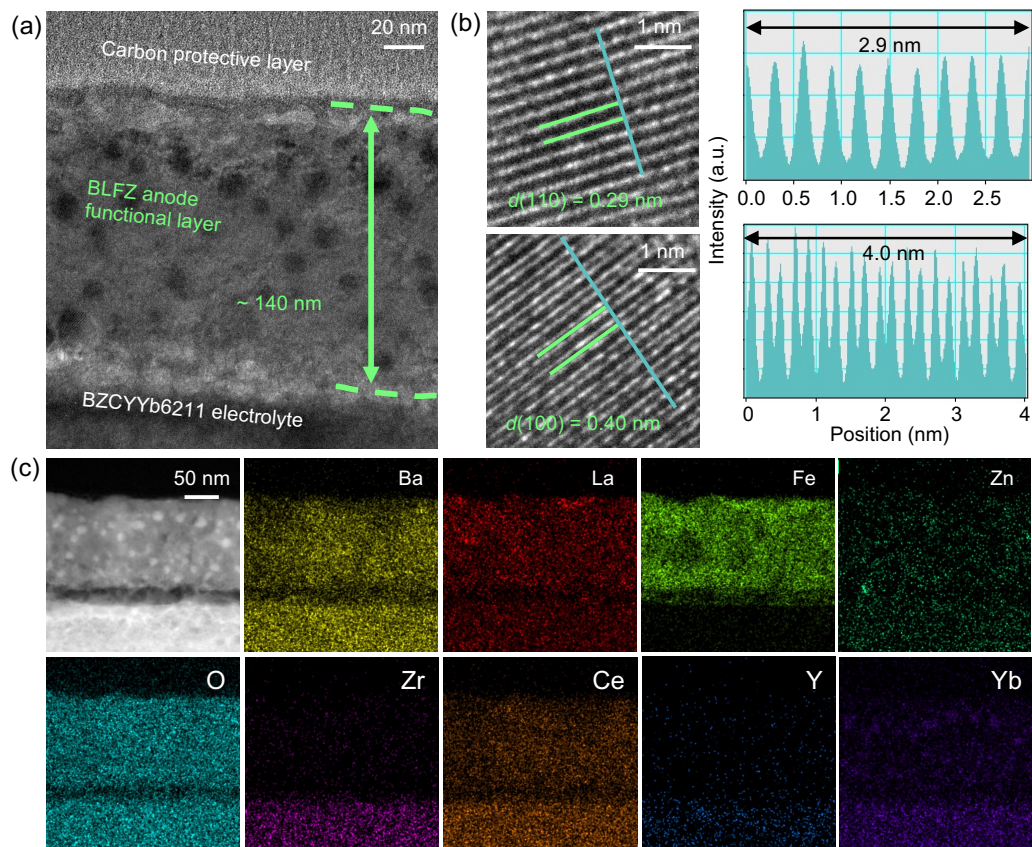 (a)
20 nm
Carbon protective layer
BLFZ anode
functional layer
~ 140 nm
BZCYYb6211 electrolyte
(b)
1 nm
d(110) = 0.29 nm
1 nm
d(100) = 0.40 nm
Intensity (a.u.)
2.9 nm
0.0 0.5 1.0 1.5 2.0 2.5
4.0 nm
0 1 2 3 4
Position (nm)
(c)
50 nm
Ba
La
Fe
Zn
O
Zr
Ce
Y
Yb